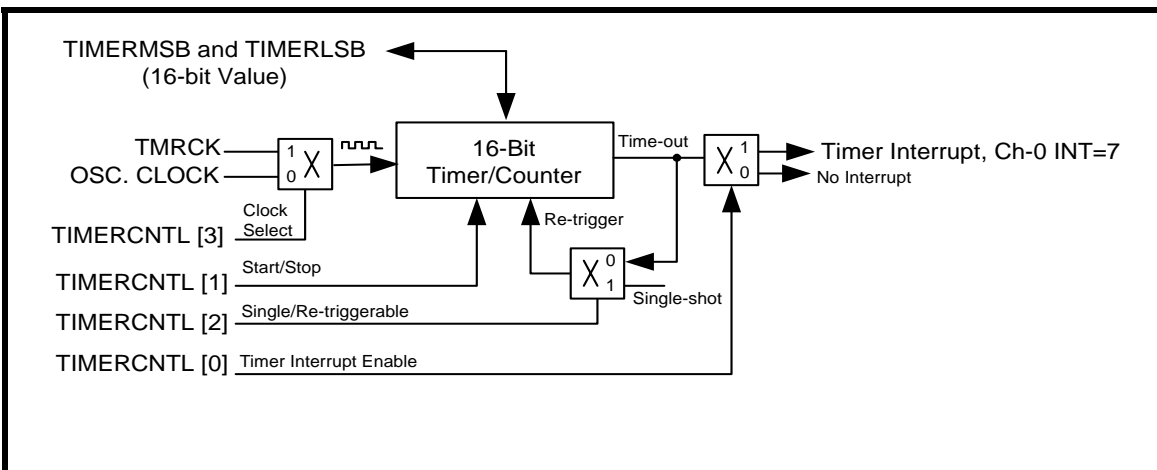 TIMERMSB and TIMERLSB
(16-bit Value)
TMRCK
OSC. CLOCK
1
0
X
Clock
Select
TIMERCNTL [3]
16-Bit
Timer/Counter
Time-out
X
1
0
Timer Interrupt, Ch-0 INT=7
No Interrupt
Re-trigger
X
0
1
Single-shot
TIMERCNTL [1]
Start/Stop
TIMERCNTL [2]
Single/Re-triggerable
TIMERCNTL [0]
Timer Interrupt Enable